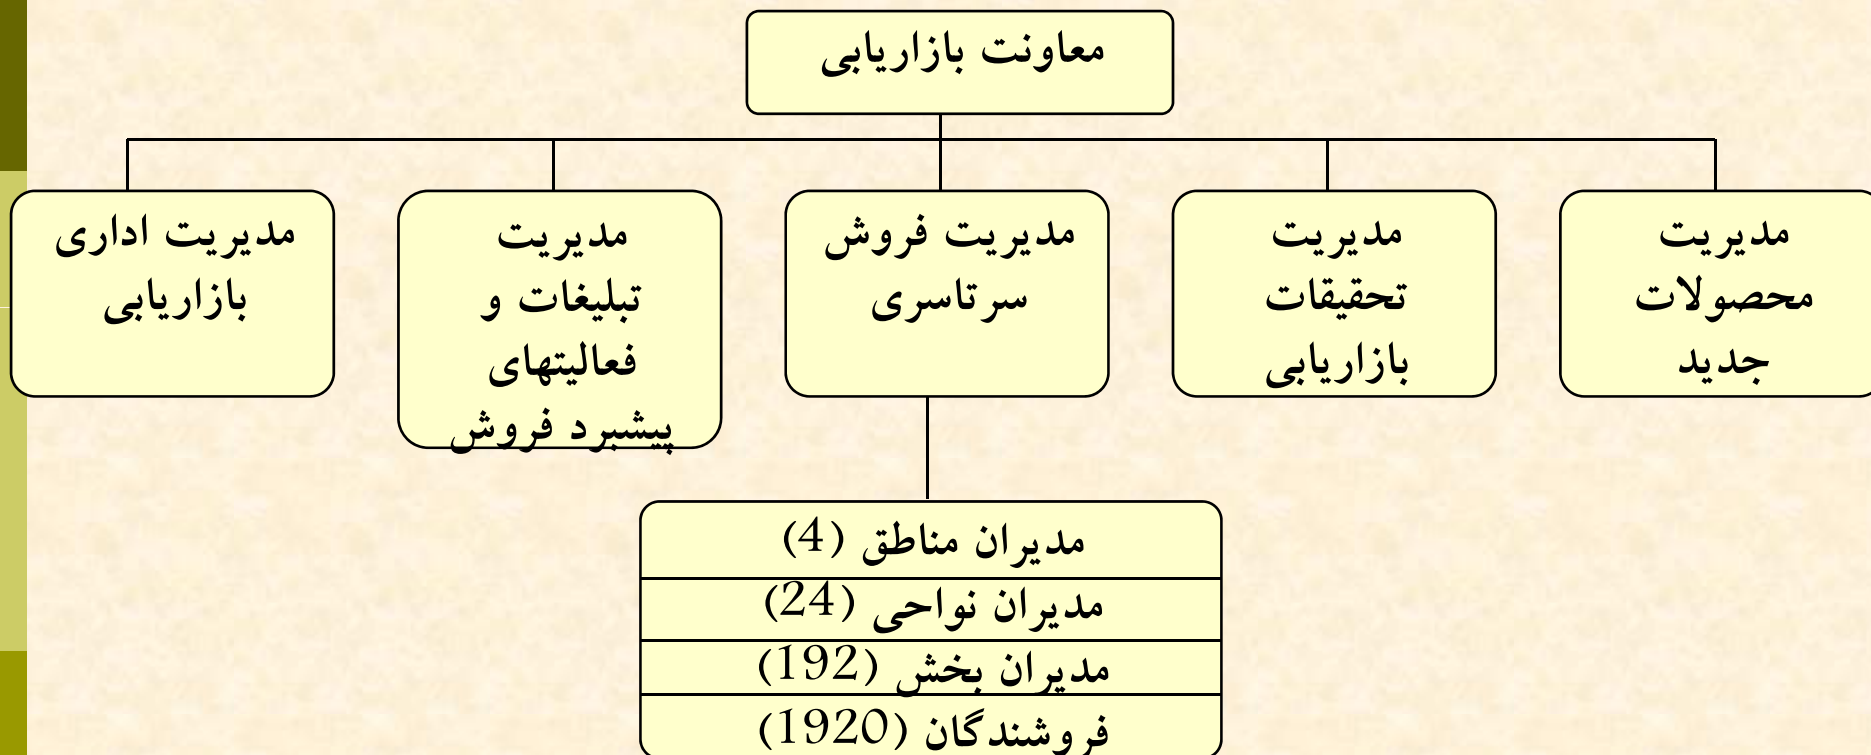 معاونت بازاریابی
مدیریت
محصولات
جدید
مدیریت
تحقیقات
بازاریابی
مدیریت فروش
سرتاسری
مدیریت
تبلیغات و
فعالیتهای
پیشبرد فروش
مدیریت اداری
بازاریابی
مدیران مناطق (4)
مدیران نواحی (24)
مدیران بخش (192)
فروشندگان (1920)